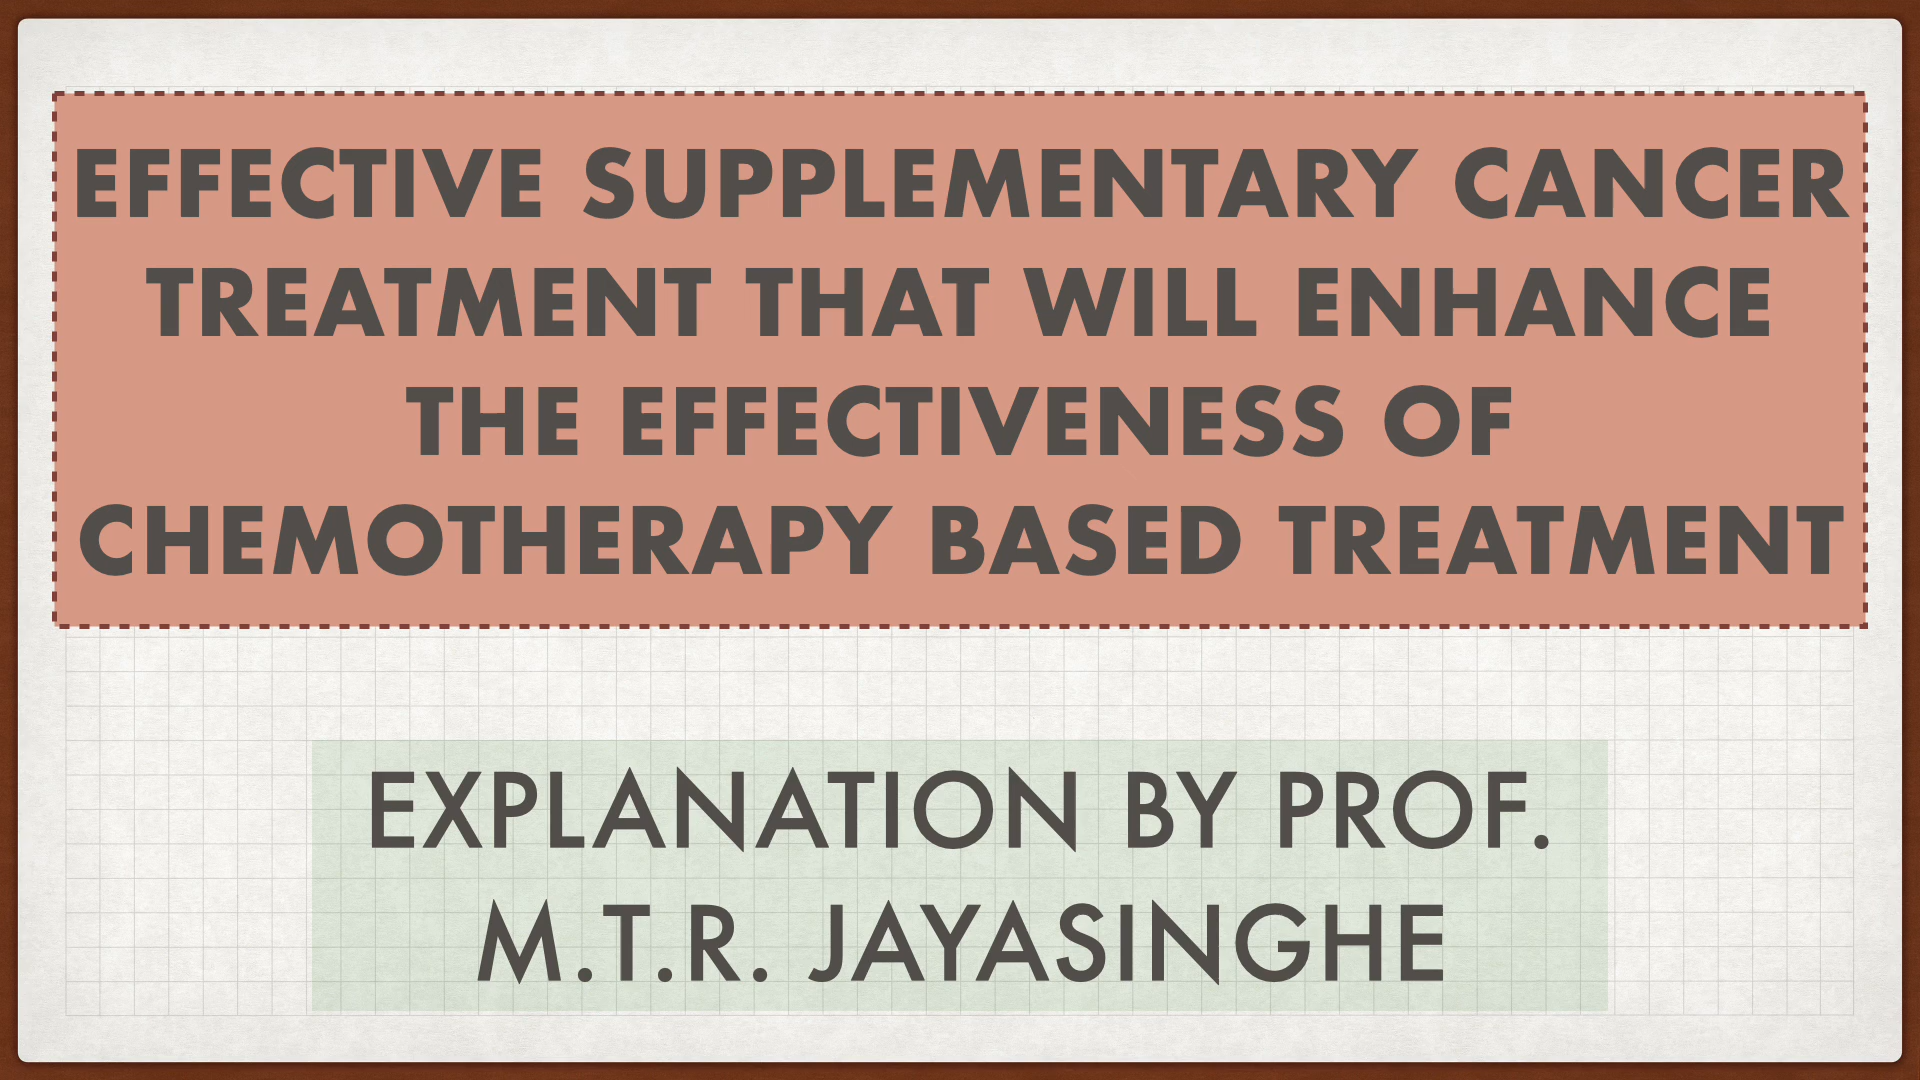 EFFECTIVE SUPPLEMENTARY CANCER
TREATMENT THAT WILL ENHANCE
THE EFFECTIVENESS OF
CHEMOTHERAPY BASED TREATMENT
EXPLANATION BY PROF.
M.T.R. JAYASINGHE